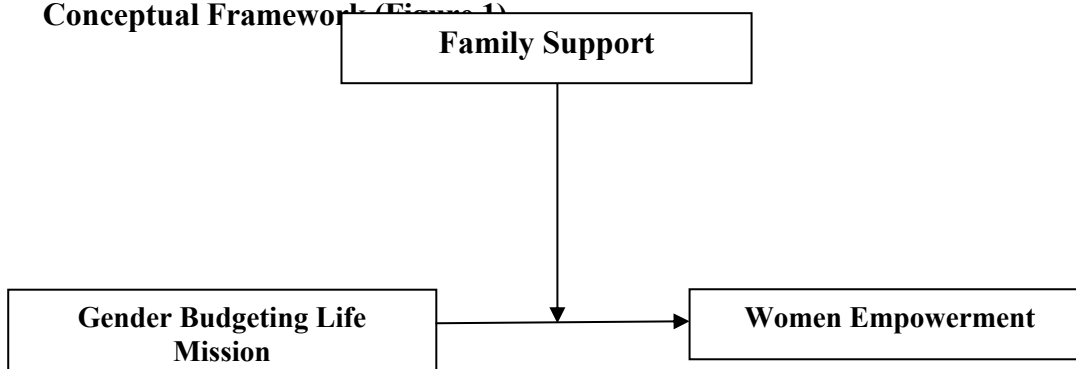 Conceptual Framework (Figure 1)
Family Support
Gender Budgeting Life
Mission
Women Empowerment